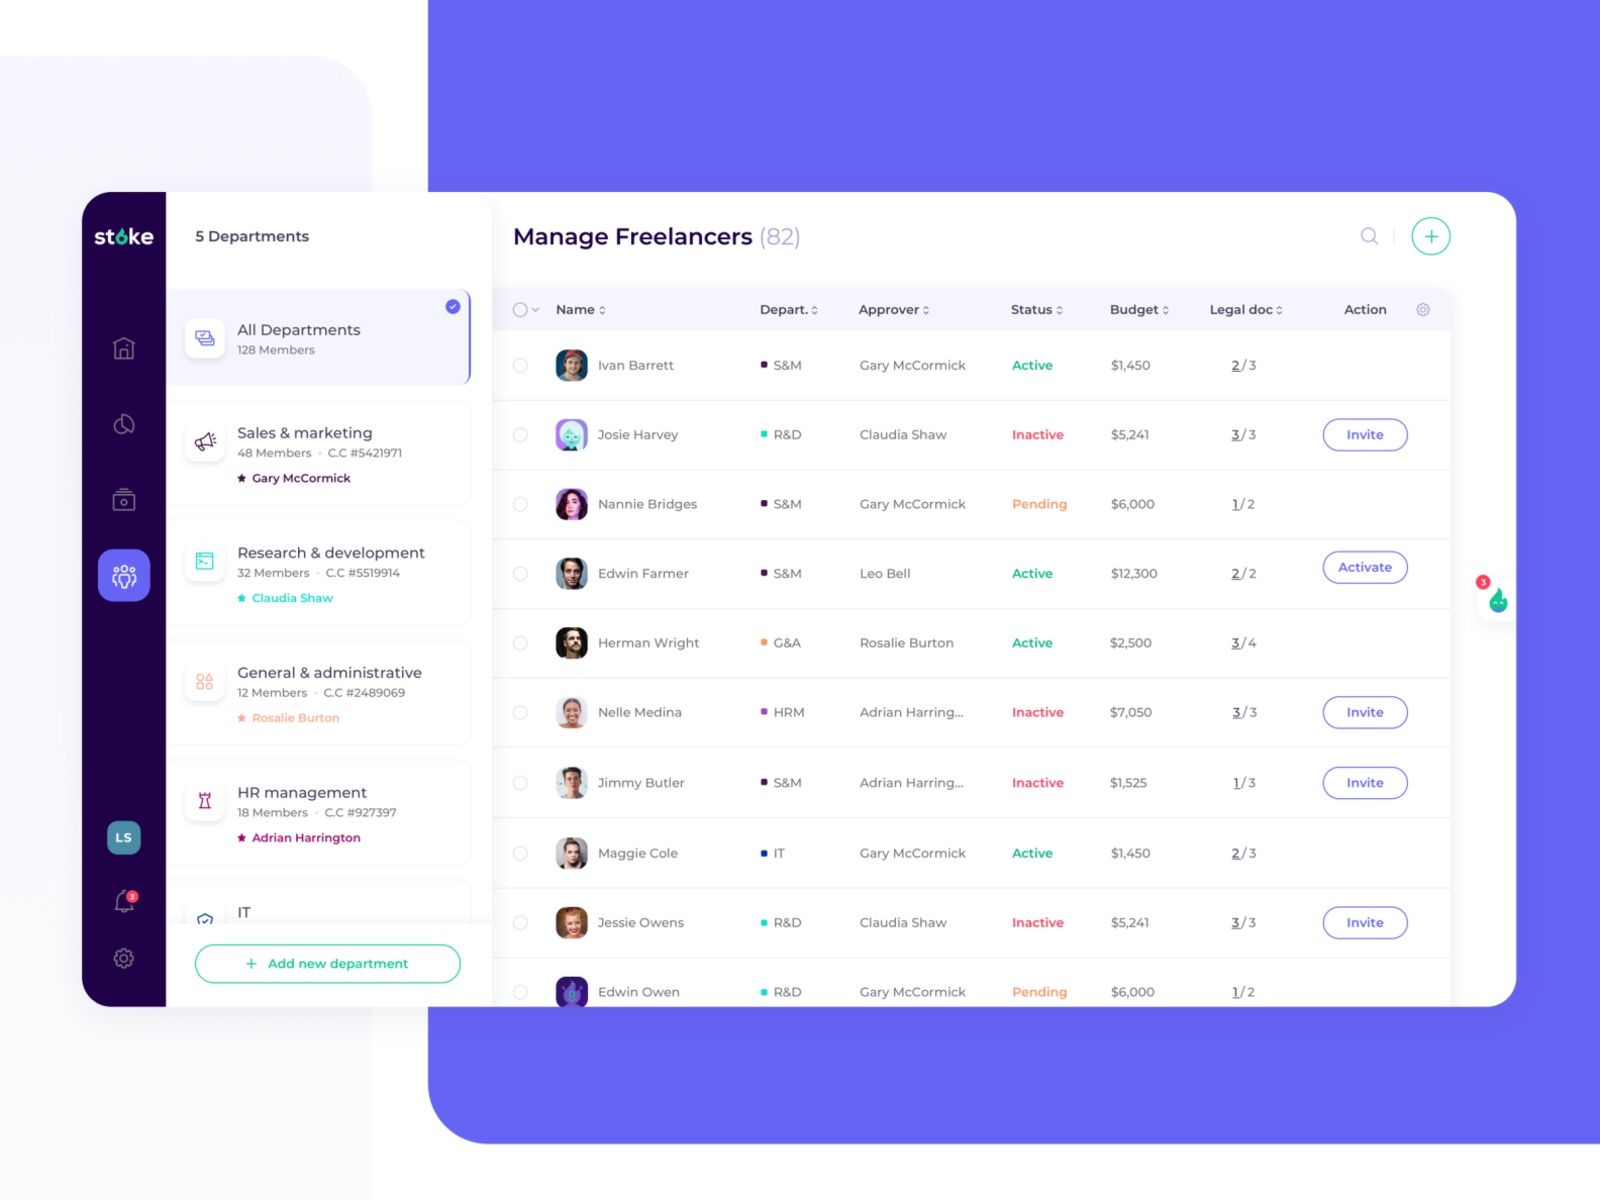 stoke
5 Departments
All Departments
128 Members
Sales & marketing
48 Members • C.C #5421971
Gary McCormick
Research & development
32 Members • C.C #5519914
Claudia Shaw
General & administrative
12 Members • C.C #2489069
Rosalie Burton
HR management
18 Members • C.C #927397
Adrian Harrington
IT
+ Add new department
LS
3
Manage Freelancers (82)
Name Depart. Approver Status Budget Legal doc Action
Ivan Barrett S&M Gary McCormick Active $1,450 2/3
Josie Harvey R&D Claudia Shaw Inactive $5,241 3/3 Invite
Nannie Bridges S&M Gary McCormick Pending $6,000 1/2
Edwin Farmer S&M Leo Bell Active $12,300 2/2 Activate
Herman Wright G&A Rosalie Burton Active $2,500 3/4
Nelle Medina HRM Adrian Harring... Inactive $7,050 3/3 Invite
Jimmy Butler S&M Adrian Harring... Inactive $1,525 1/3 Invite
Maggie Cole IT Gary McCormick Active $1,450 2/3
Jessie Owens R&D Claudia Shaw Inactive $5,241 3/3 Invite
Edwin Owen R&D Gary McCormick Pending $6,000 1/2
3